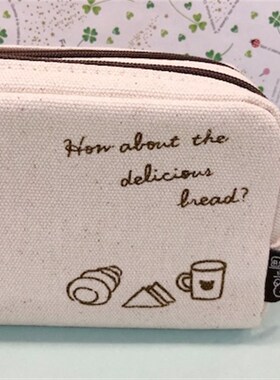 How about the
delicious
bread?